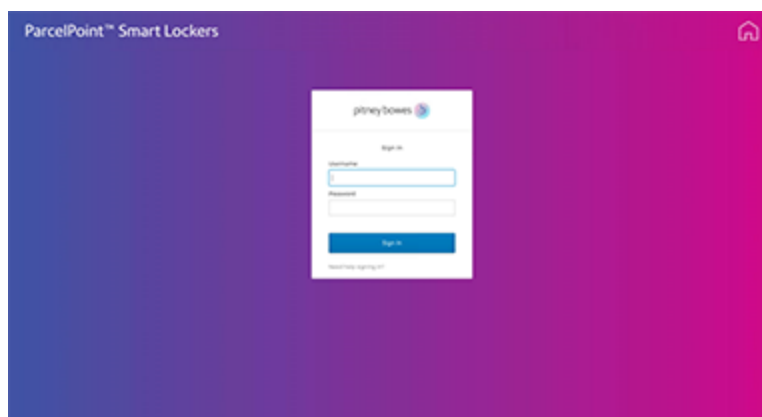 ParcelPoint™ Smart Lockers
pitney bowes
Sign In
Username
Password
Sign In
Need help signing in?